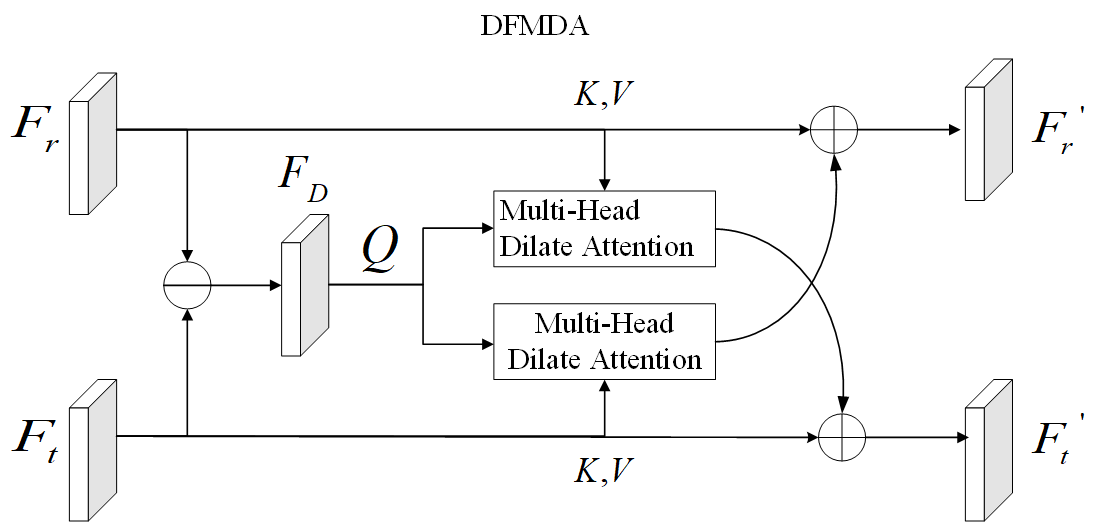 DFMDA
K,V
F_r
F_r'
F_D
Multi-Head
Dilate Attention
Q
Multi-Head
Dilate Attention
F_t
F_t'
K,V